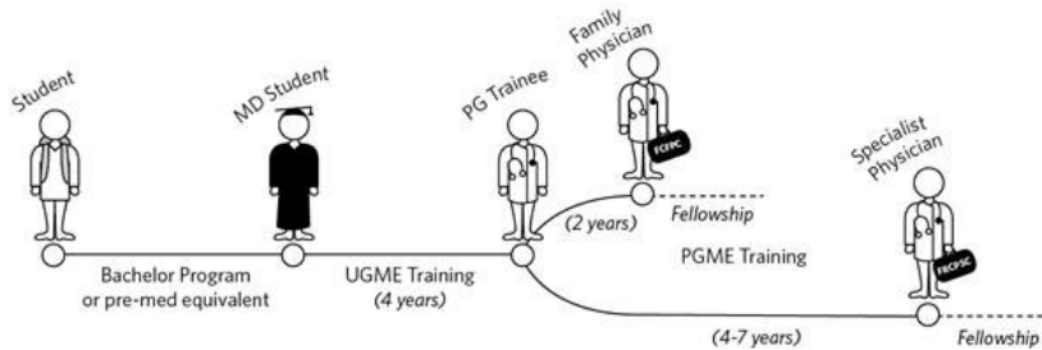 Student
MD Student
PG Trainee
Family
Physician
FCFPC
Specialist
Physician
FRCPSC
Bachelor Program
or pre-med equivalent
UGME Training
(4 years)
(2 years)
Fellowship
PGME Training
(4-7 years)
Fellowship